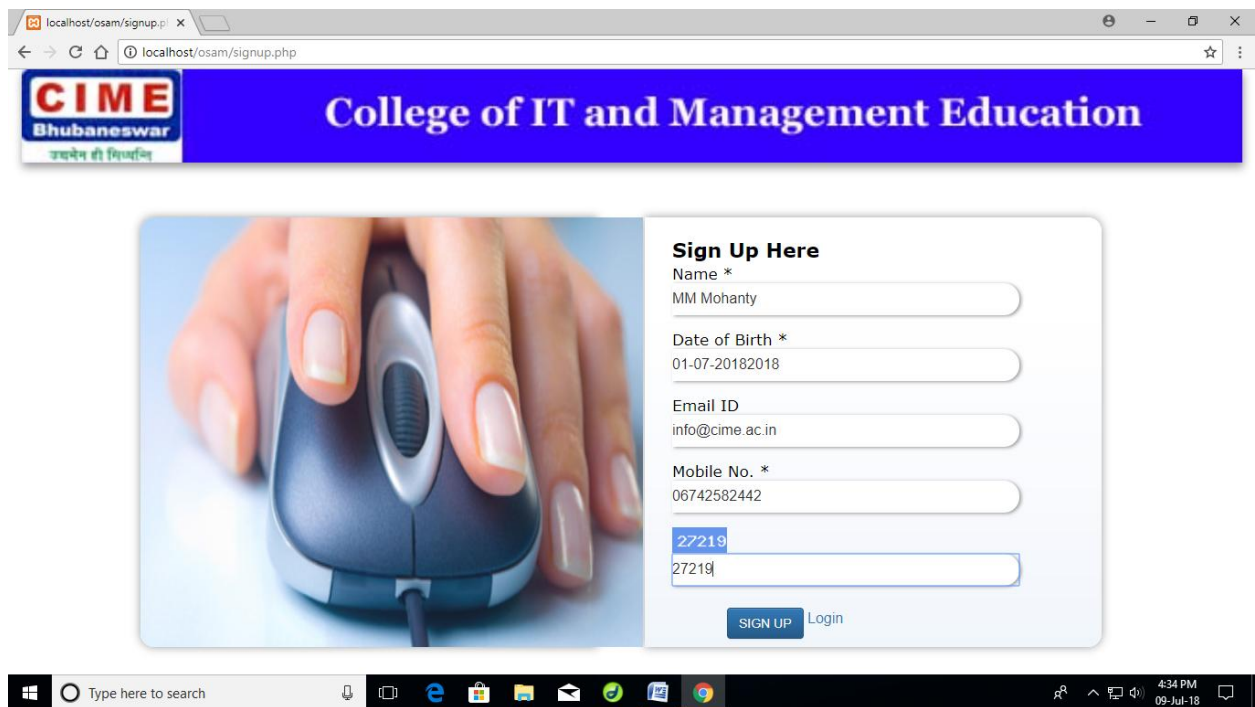 localhost/osam/signup.p
localhost/osam/signup.php
CIME
Bhubaneswar
College of IT and Management Education
Sign Up Here
Name *
MM Mohanty
Date of Birth *
01-07-20182018
Email ID
info@cime.ac.in
Mobile No. *
06742582442
27219
27219
SIGN UP Login
Type here to search
4:34 PM
09-Jul-18